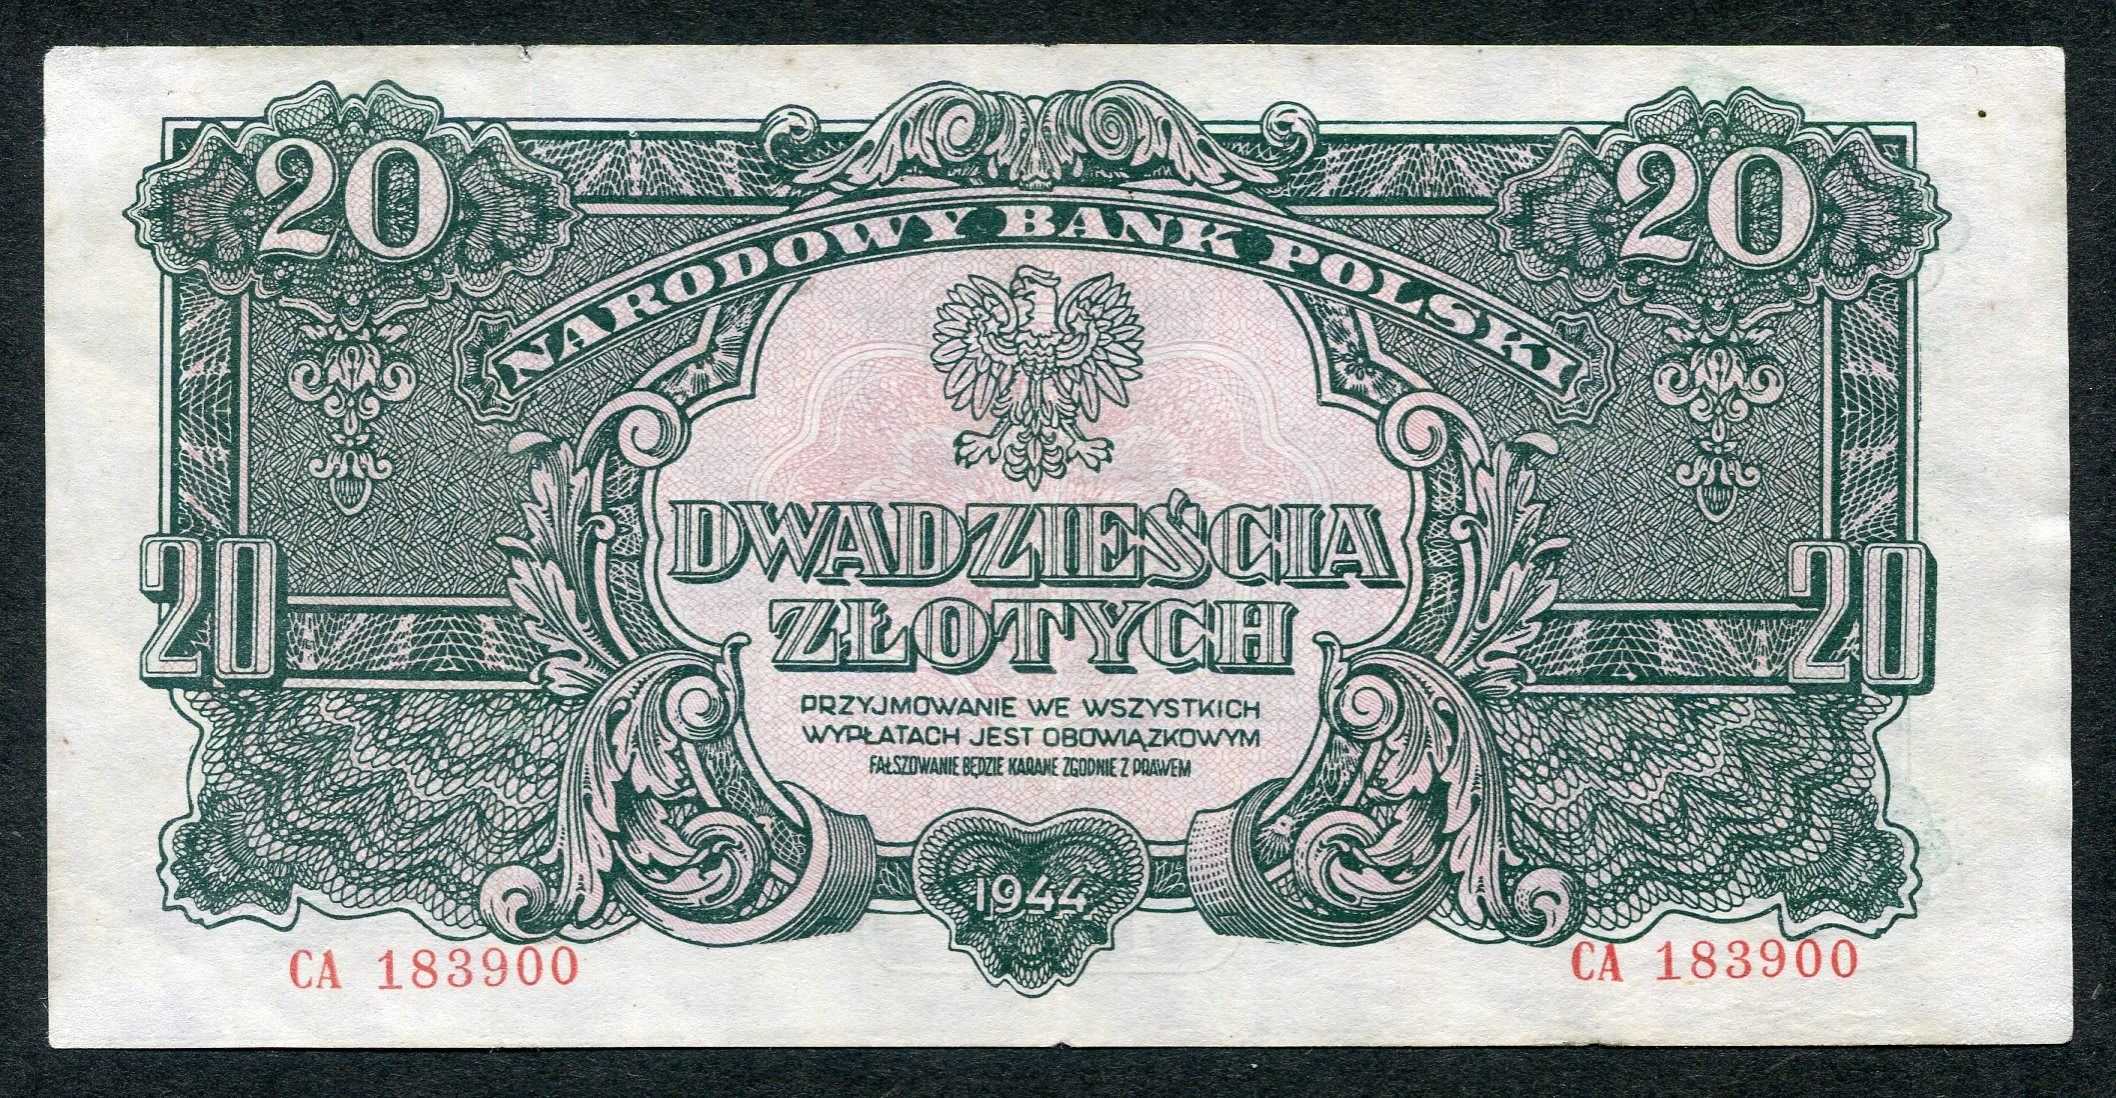 20 20
NARODOWY BANK POLSKI
DWADZIEŚCIA
ZŁOTYCH
20 20
PRZYJMOWANIE WE WSZYSTKICH
WYPŁATACH JEST OBOWIĄZKOWYM
FAŁSZOWANIE BĘDZIE KARANE ZGODNIE Z PRAWEM
1944
CA 183900 CA 183900